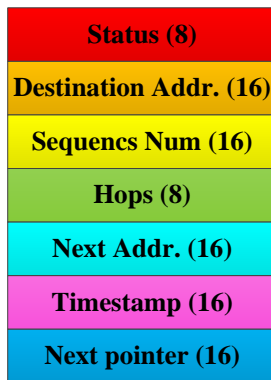 Status (8)
Destination Addr. (16)
Sequencs Num (16)
Hops (8)
Next Addr. (16)
Timestamp (16)
Next pointer (16)